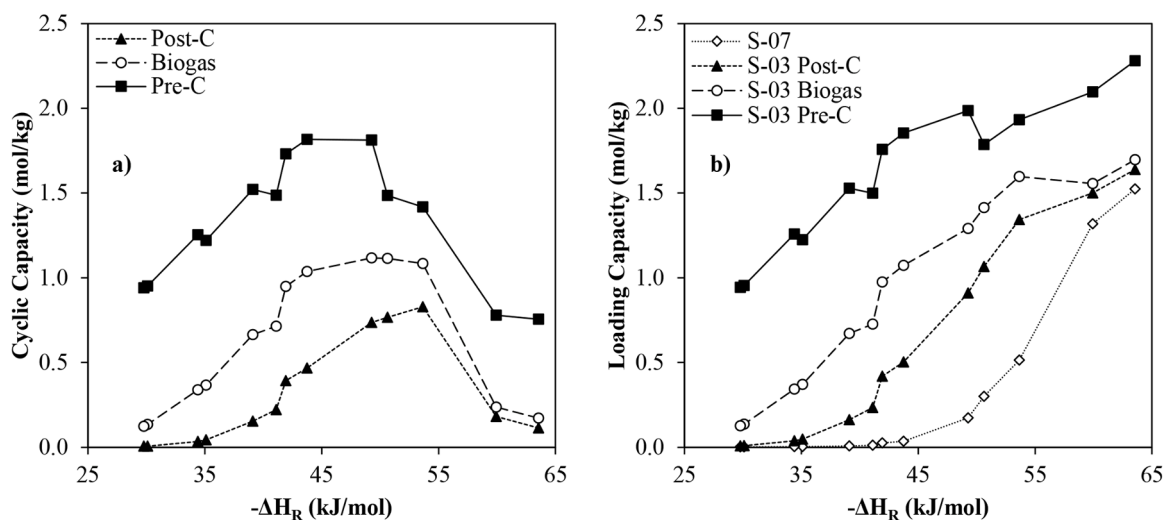 2.5
2.0
1.5
1.0
0.5
0.0
Cyclic Capacity (mol/kg)
Post-C
Biogas
Pre-C
a)
25 35 45 55 65
-ΔH_R (kJ/mol)
2.5
2.0
1.5
1.0
0.5
0.0
Loading Capacity (mol/kg)
S-07
S-03 Post-C
S-03 Biogas
S-03 Pre-C
b)
25 35 45 55 65
-ΔH_R (kJ/mol)